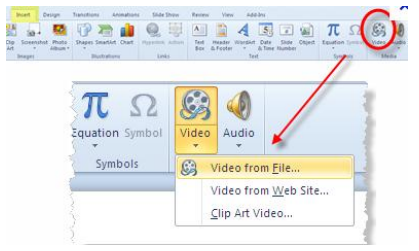 Insert Design Transitions Animations Slide Show Review View Add-Ins
Clip Art Screenshot Photo Album Shapes SmartArt Chart Hyperlink Action Text Box Header & Footer WordArt Date & Time Slide Number Object Equation Symbol Video Audio
Images Illustrations Links Text Symbols Media
Equation Symbol Video Audio
Symbols
Video from File...
Video from Web Site...
Clip Art Video...